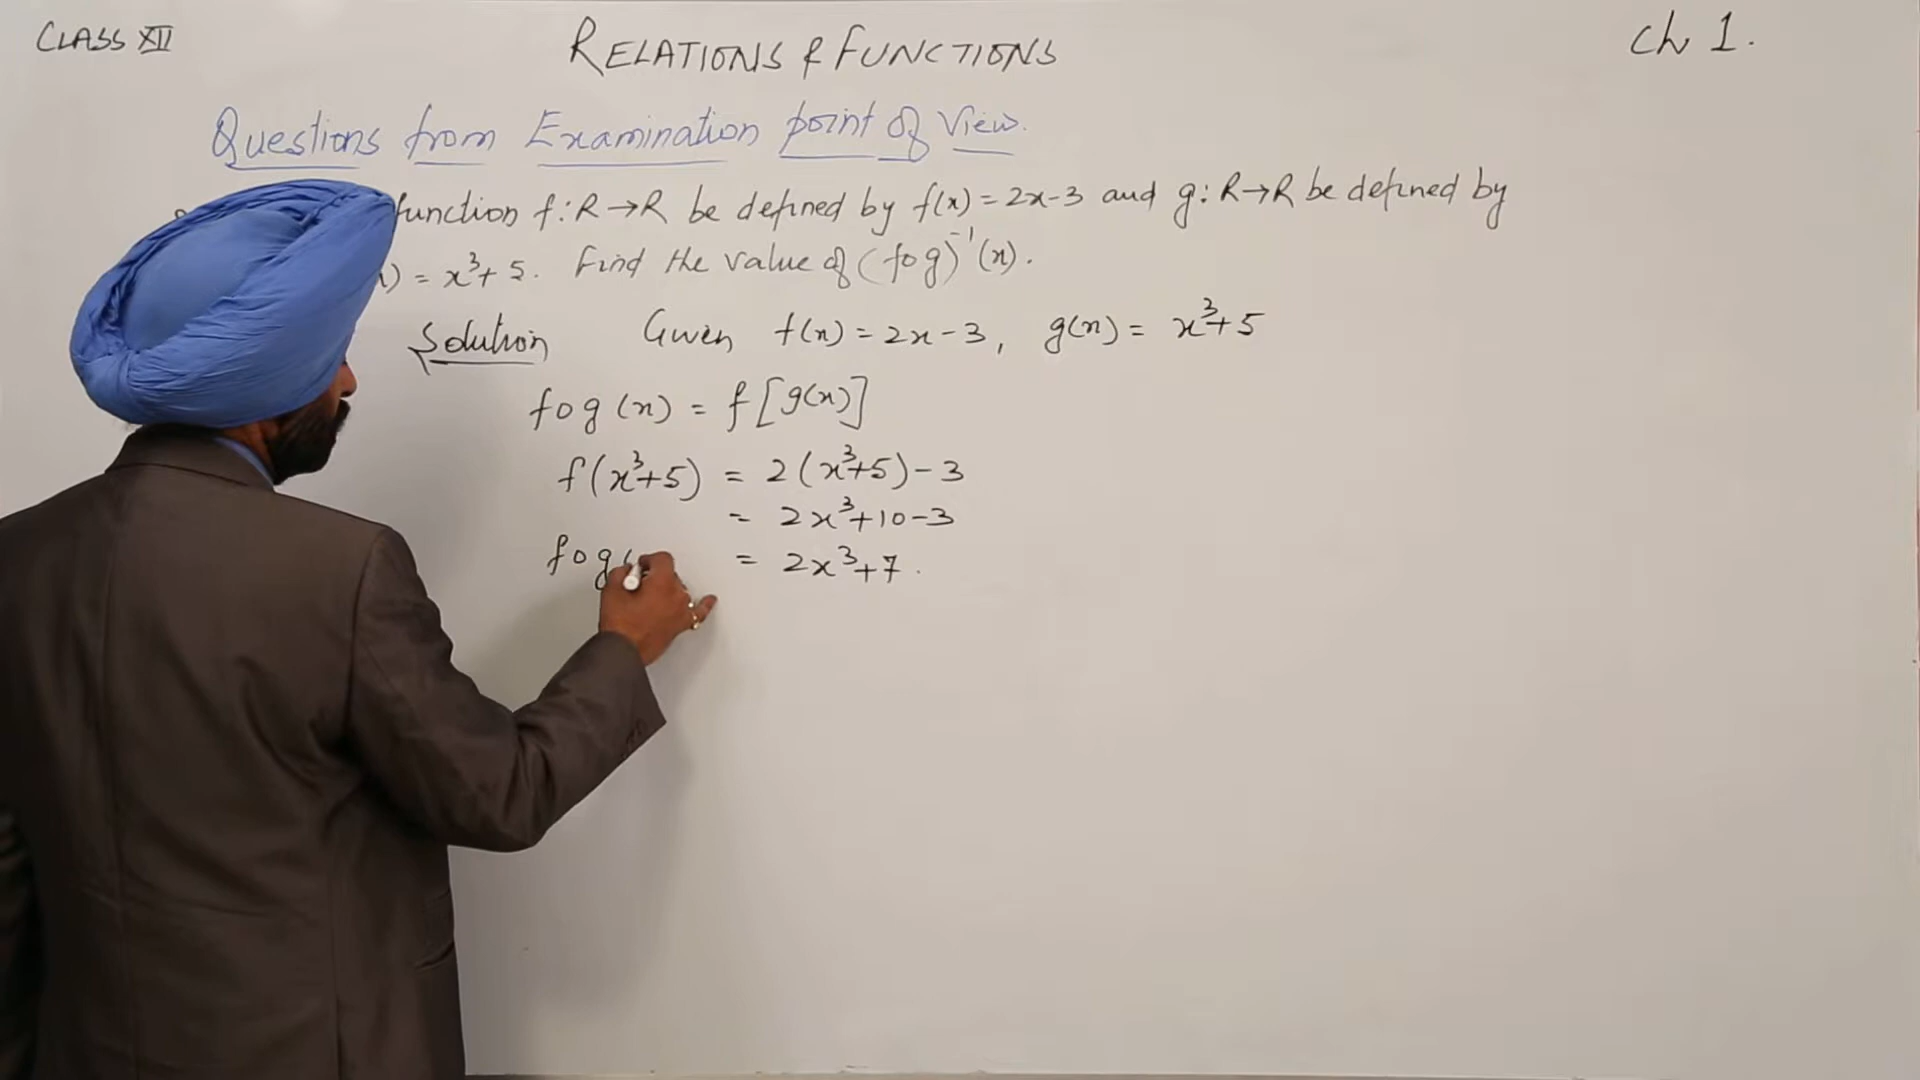 CLASS XII
RELATIONS & FUNCTIONS
Ch 1.
Questions from Examination point of View.
function f: R→R be defined by f(x) = 2x-3 and g: R→R be defined by
) = x³+5. Find the value of (fog)⁻¹(x).
Solution Given f(x) = 2x-3, g(x) = x³+5
fog(x) = f[g(x)]
f(x³+5) = 2(x³+5)-3
= 2x³+10-3
fog( = 2x³+7.